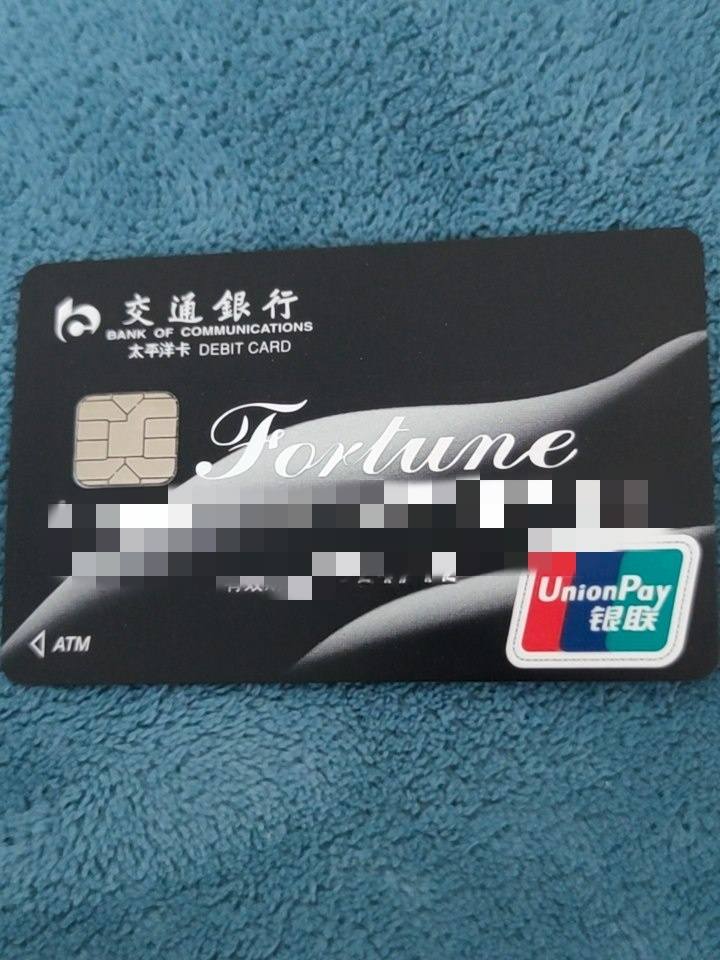 交通銀行
BANK OF COMMUNICATIONS
太平洋卡 DEBIT CARD
Fortune
UnionPay
银联
ATM